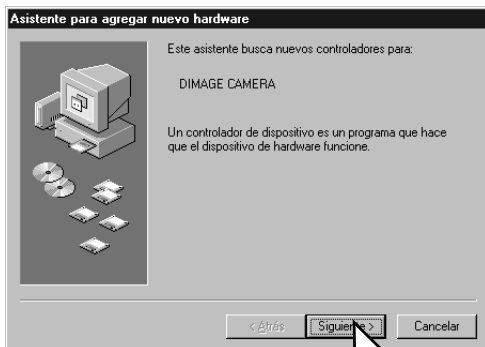 Asistente para agregar nuevo hardware
Este asistente busca nuevos controladores para:
DIMAGE CAMERA
Un controlador de dispositivo es un programa que hace
que el dispositivo de hardware funcione.
< Atrás
Siguiente >
Cancelar